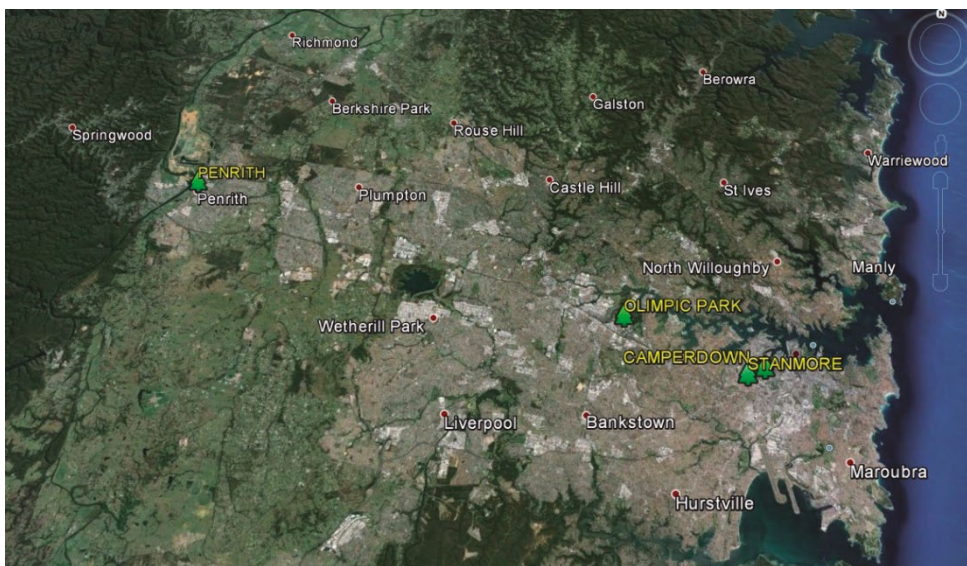 N
Richmond
Berowra
Galston
Berkshire Park
Springwood
Rouse Hill
Warriewood
PENRITH
Penrith
Plumpton
Castle Hill
St Ives
North Willoughby
Manly
OLIMPIC PARK
Wetherill Park
CAMPERDOWN
STANMORE
Liverpool
Bankstown
Maroubra
Hurstville